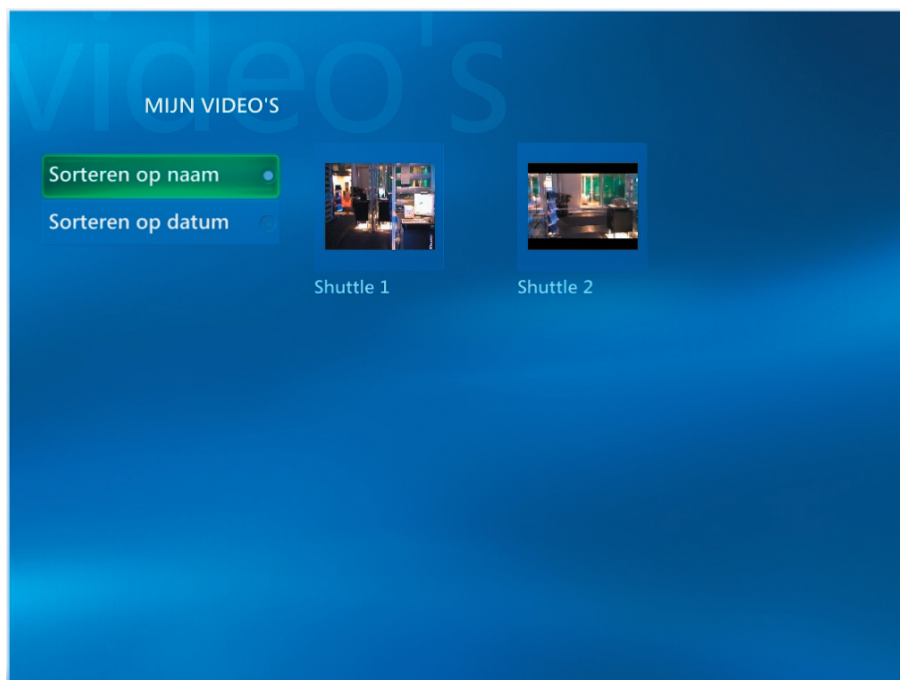 video's
MIJN VIDEO'S
Sorteren op naam
Sorteren op datum
Shuttle 1
Shuttle 2